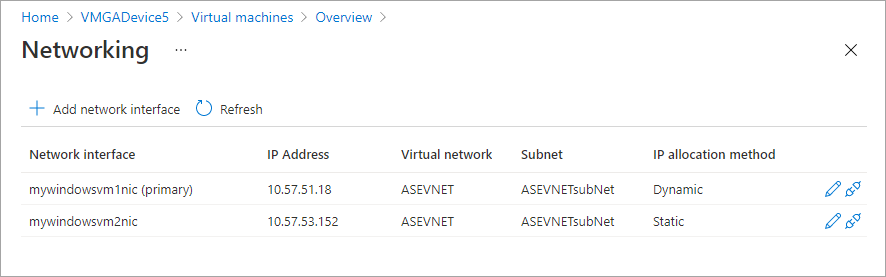 Home > VMGADevice5 > Virtual machines > Overview >
Networking ...
Add network interface Refresh
Network interface IP Address Virtual network Subnet IP allocation method
mywindowsvm1nic (primary) 10.57.51.18 ASEVNET ASEVNETsubNet Dynamic
mywindowsvm2nic 10.57.53.152 ASEVNET ASEVNETsubNet Static